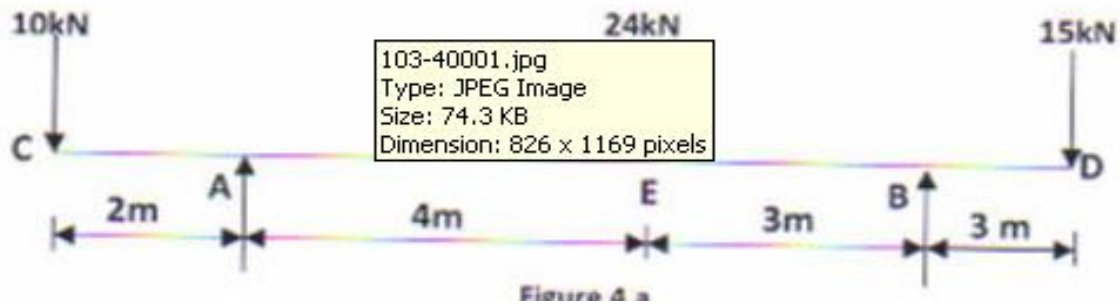 10kN 24kN 15kN
103-40001.jpg
Type: JPEG Image
Size: 74.3 KB
Dimension: 826 x 1169 pixels
C A E B D
2m 4m 3m 3 m
Figure 4 a